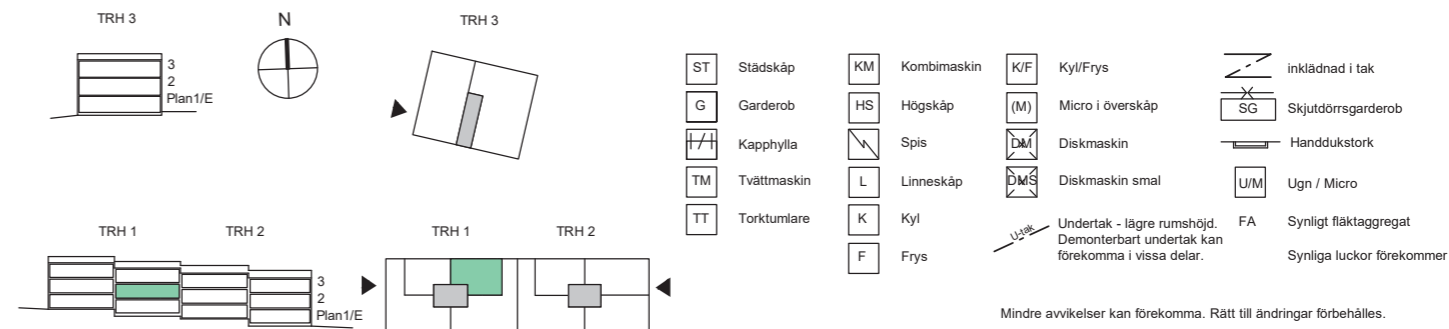 TRH 3
N
TRH 3
3
2
Plan1/E
ST Städskåp
KM Kombimaskin
K/F Kyl/Frys
inklädnad i tak
G Garderob
HS Högskåp
(M) Micro i överskåp
SG Skjutdörrsgarderob
Kapphylla
Spis
DM Diskmaskin
Handdukstork
TM Tvättmaskin
L Linneskåp
DMS Diskmaskin smal
U/M Ugn / Micro
TT Torktumlare
K Kyl
U-tak
Undertak - lägre rumshöjd.
Demonterbart undertak kan
förekomma i vissa delar.
FA Synligt fläktaggregat
F Frys
Synliga luckor förekommer
TRH 1
TRH 2
TRH 1
TRH 2
3
2
Plan1/E
Mindre avvikelser kan förekomma. Rätt till ändringar förbehålles.